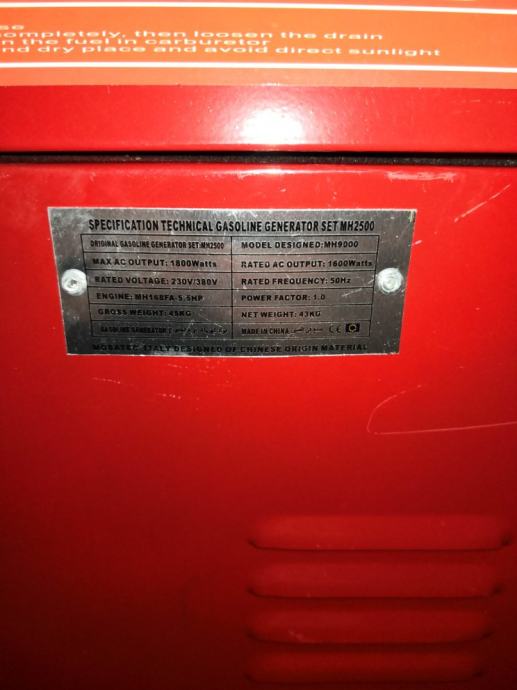 se
completely, then loosen the drain
n the fuel in carburetor
nd dry place and avoid direct sunlight
SPECIFICATION TECHNICAL GASOLINE GENERATOR SET MH2500
ORIGINAL GASOLINE GENERATOR SET:MH2500 MODEL DESIGNED:MH9000
MAX AC OUTPUT: 1800Watts RATED AC OUTPUT: 1600Watts
RATED VOLTAGE: 230V/380V RATED FREQUENCY: 50Hz
ENGINE: MH168FA-5.5HP POWER FACTOR: 1.0
GROSS WEIGHT: 45KG NET WEIGHT: 43KG
GASOLINE GENERATOR MADE IN CHINA CE
MOBATEC, ITALY DESIGNED OF CHINESE ORIGIN MATERIAL